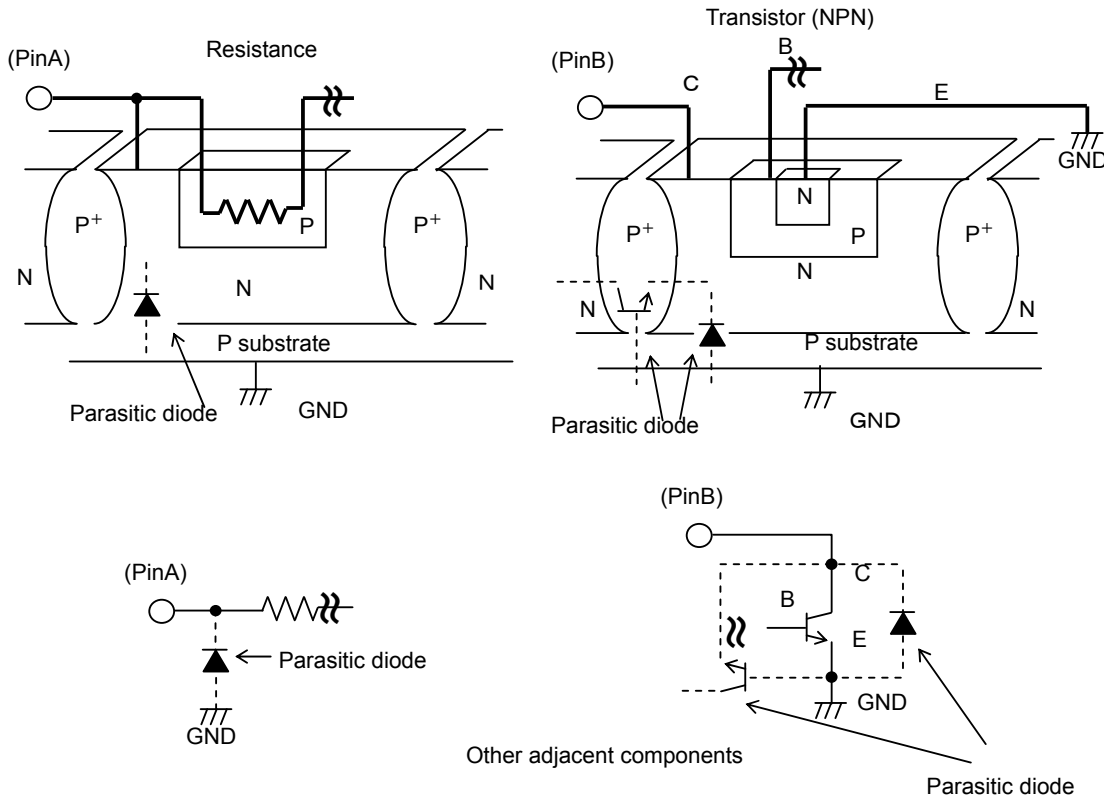 Resistance
(PinA)
P+
P+
P
N
N
N
P substrate
Parasitic diode
GND
Transistor (NPN)
(PinB)
B
C
E
GND
P+
P+
N
P
N
N
N
P substrate
Parasitic diode
GND
(PinA)
Parasitic diode
GND
(PinB)
C
B
E
GND
Other adjacent components
Parasitic diode